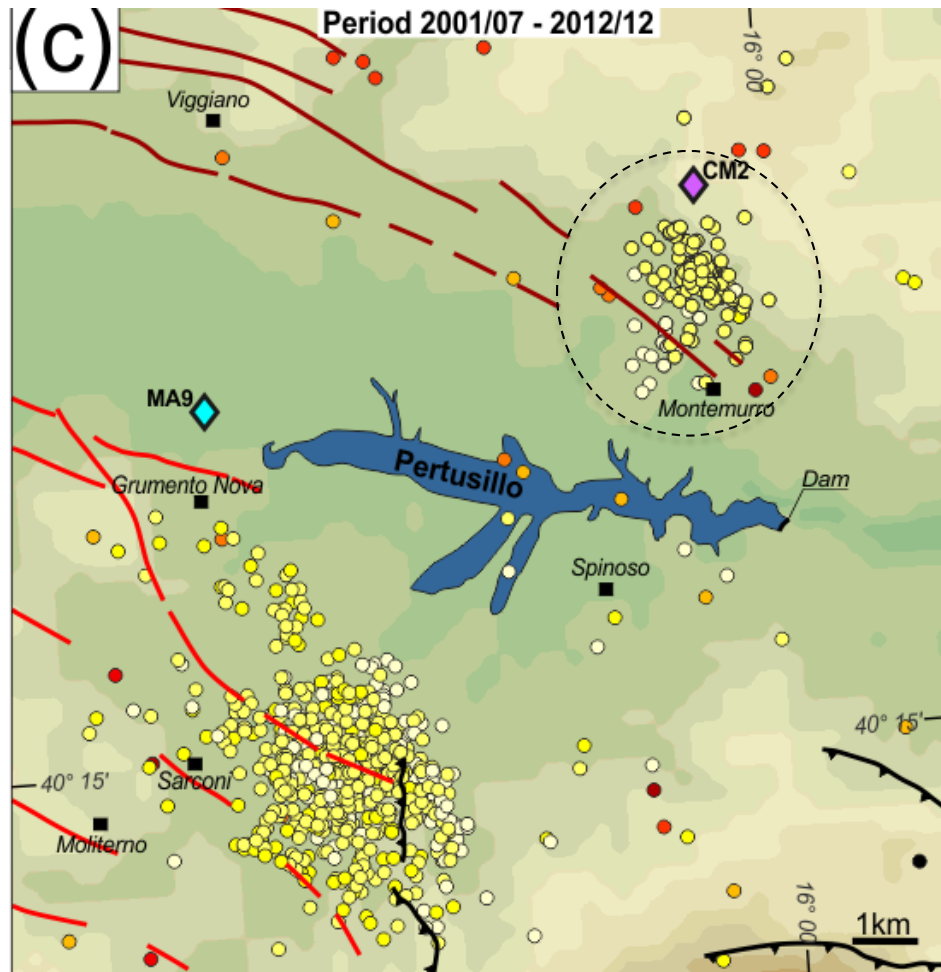 (c)
Period 2001/07 - 2012/12
16° 00'
Viggiano
CM2
MA9
Montemurro
Pertusillo
Grumento Nova
Dam
Spinoso
40° 15'
40° 15'
Sarconi
Moliterno
16° 00'
1km